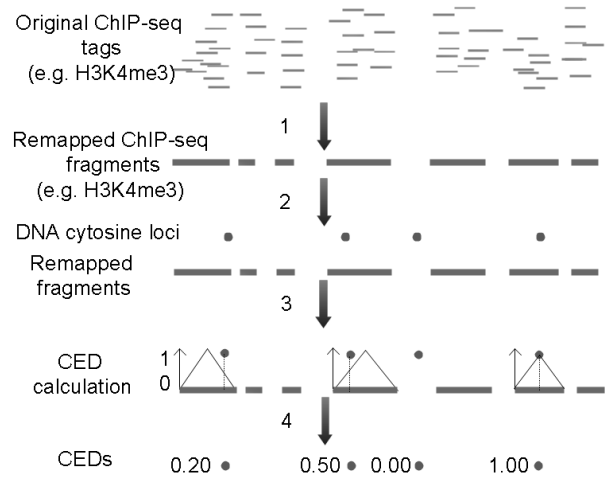 Original ChIP-seq
tags
(e.g. H3K4me3)
1
Remapped ChIP-seq
fragments
(e.g. H3K4me3)
2
DNA cytosine loci
Remapped
fragments
3
CED
calculation
1
0
4
CEDs
0.20 0.50 0.00 1.00